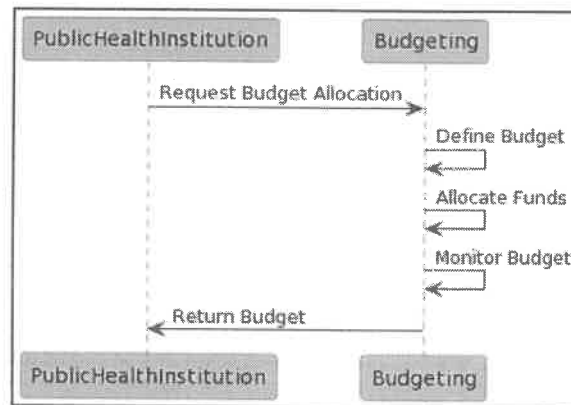 PublicHealthInstitution Budgeting
Request Budget Allocation
Define Budget
Allocate Funds
Monitor Budget
Return Budget
PublicHealthInstitution Budgeting